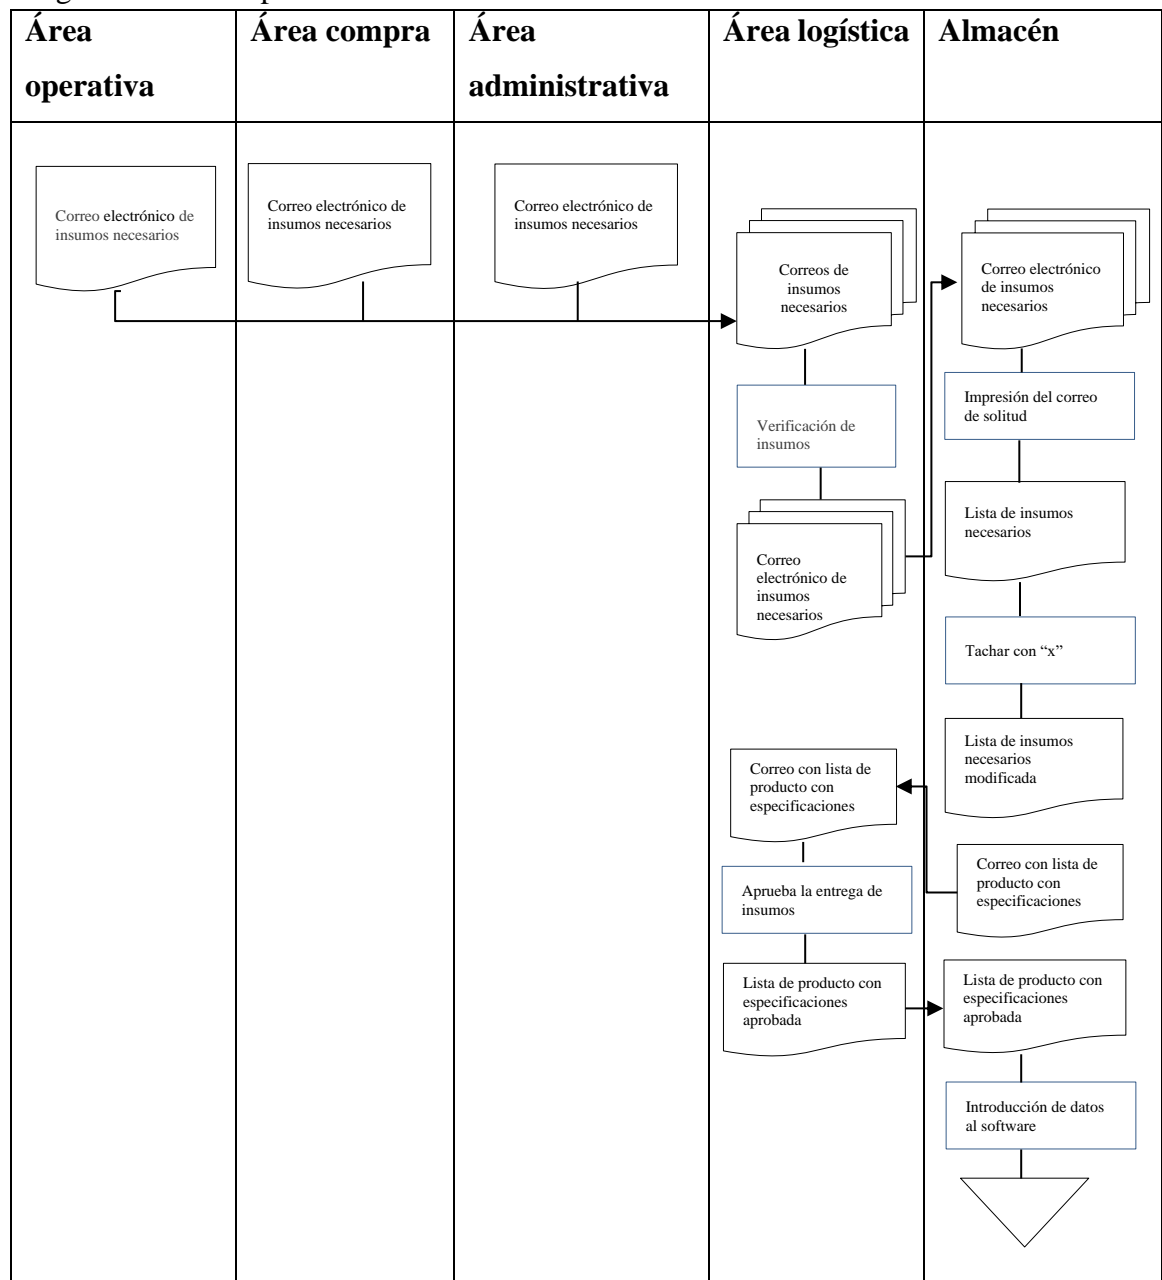 Área
operativa
Área compra
Área
administrativa
Área logística
Almacén
Correo electrónico de
insumos necesarios
Correo electrónico de
insumos necesarios
Correo electrónico de
insumos necesarios
Correos de
insumos
necesarios
Verificación de
insumos
Correo
electrónico de
insumos
necesarios
Correo electrónico
de insumos
necesarios
Impresión del correo
de solitud
Lista de insumos
necesarios
Tachar con “x”
Lista de insumos
necesarios
modificada
Correo con lista de
producto con
especificaciones
Correo con lista de
producto con
especificaciones
Aprueba la entrega de
insumos
Lista de producto con
especificaciones
aprobada
Lista de producto con
especificaciones
aprobada
Introducción de datos
al software